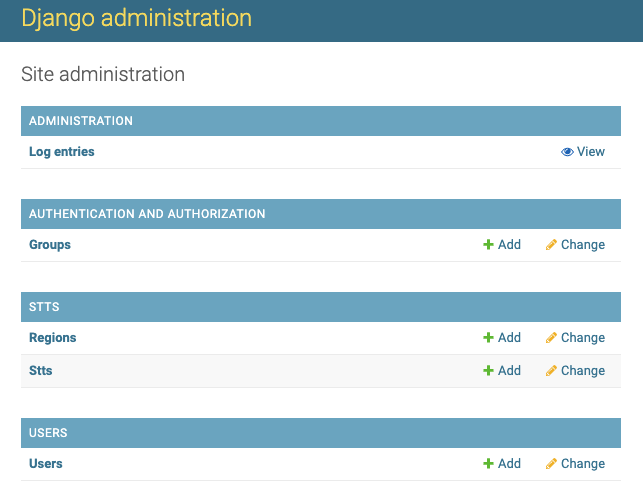 Django administration
Site administration
ADMINISTRATION
Log entries View
AUTHENTICATION AND AUTHORIZATION
Groups Add Change
STTS
Regions Add Change
Stts Add Change
USERS
Users Add Change